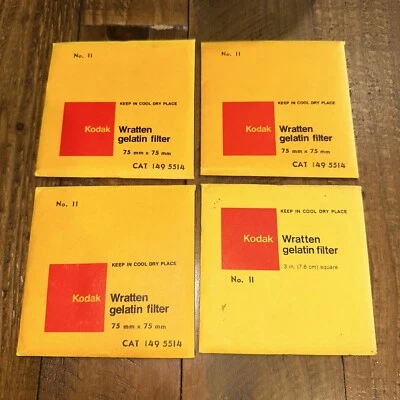 No. 11
KEEP IN COOL DRY PLACE
Kodak
Wratten
gelatin filter
75 mm x 75 mm
CAT 149 5514
No. 11
KEEP IN COOL DRY PLACE
Kodak
Wratten
gelatin filter
75 mm x 75 mm
CAT 149 5514
No. 11
KEEP IN COOL DRY PLACE
Kodak
Wratten
gelatin filter
75 mm x 75 mm
CAT 149 5514
KEEP IN COOL DRY PLACE
Kodak
Wratten
gelatin filter
3 in. (7.6 cm) square
No. 11